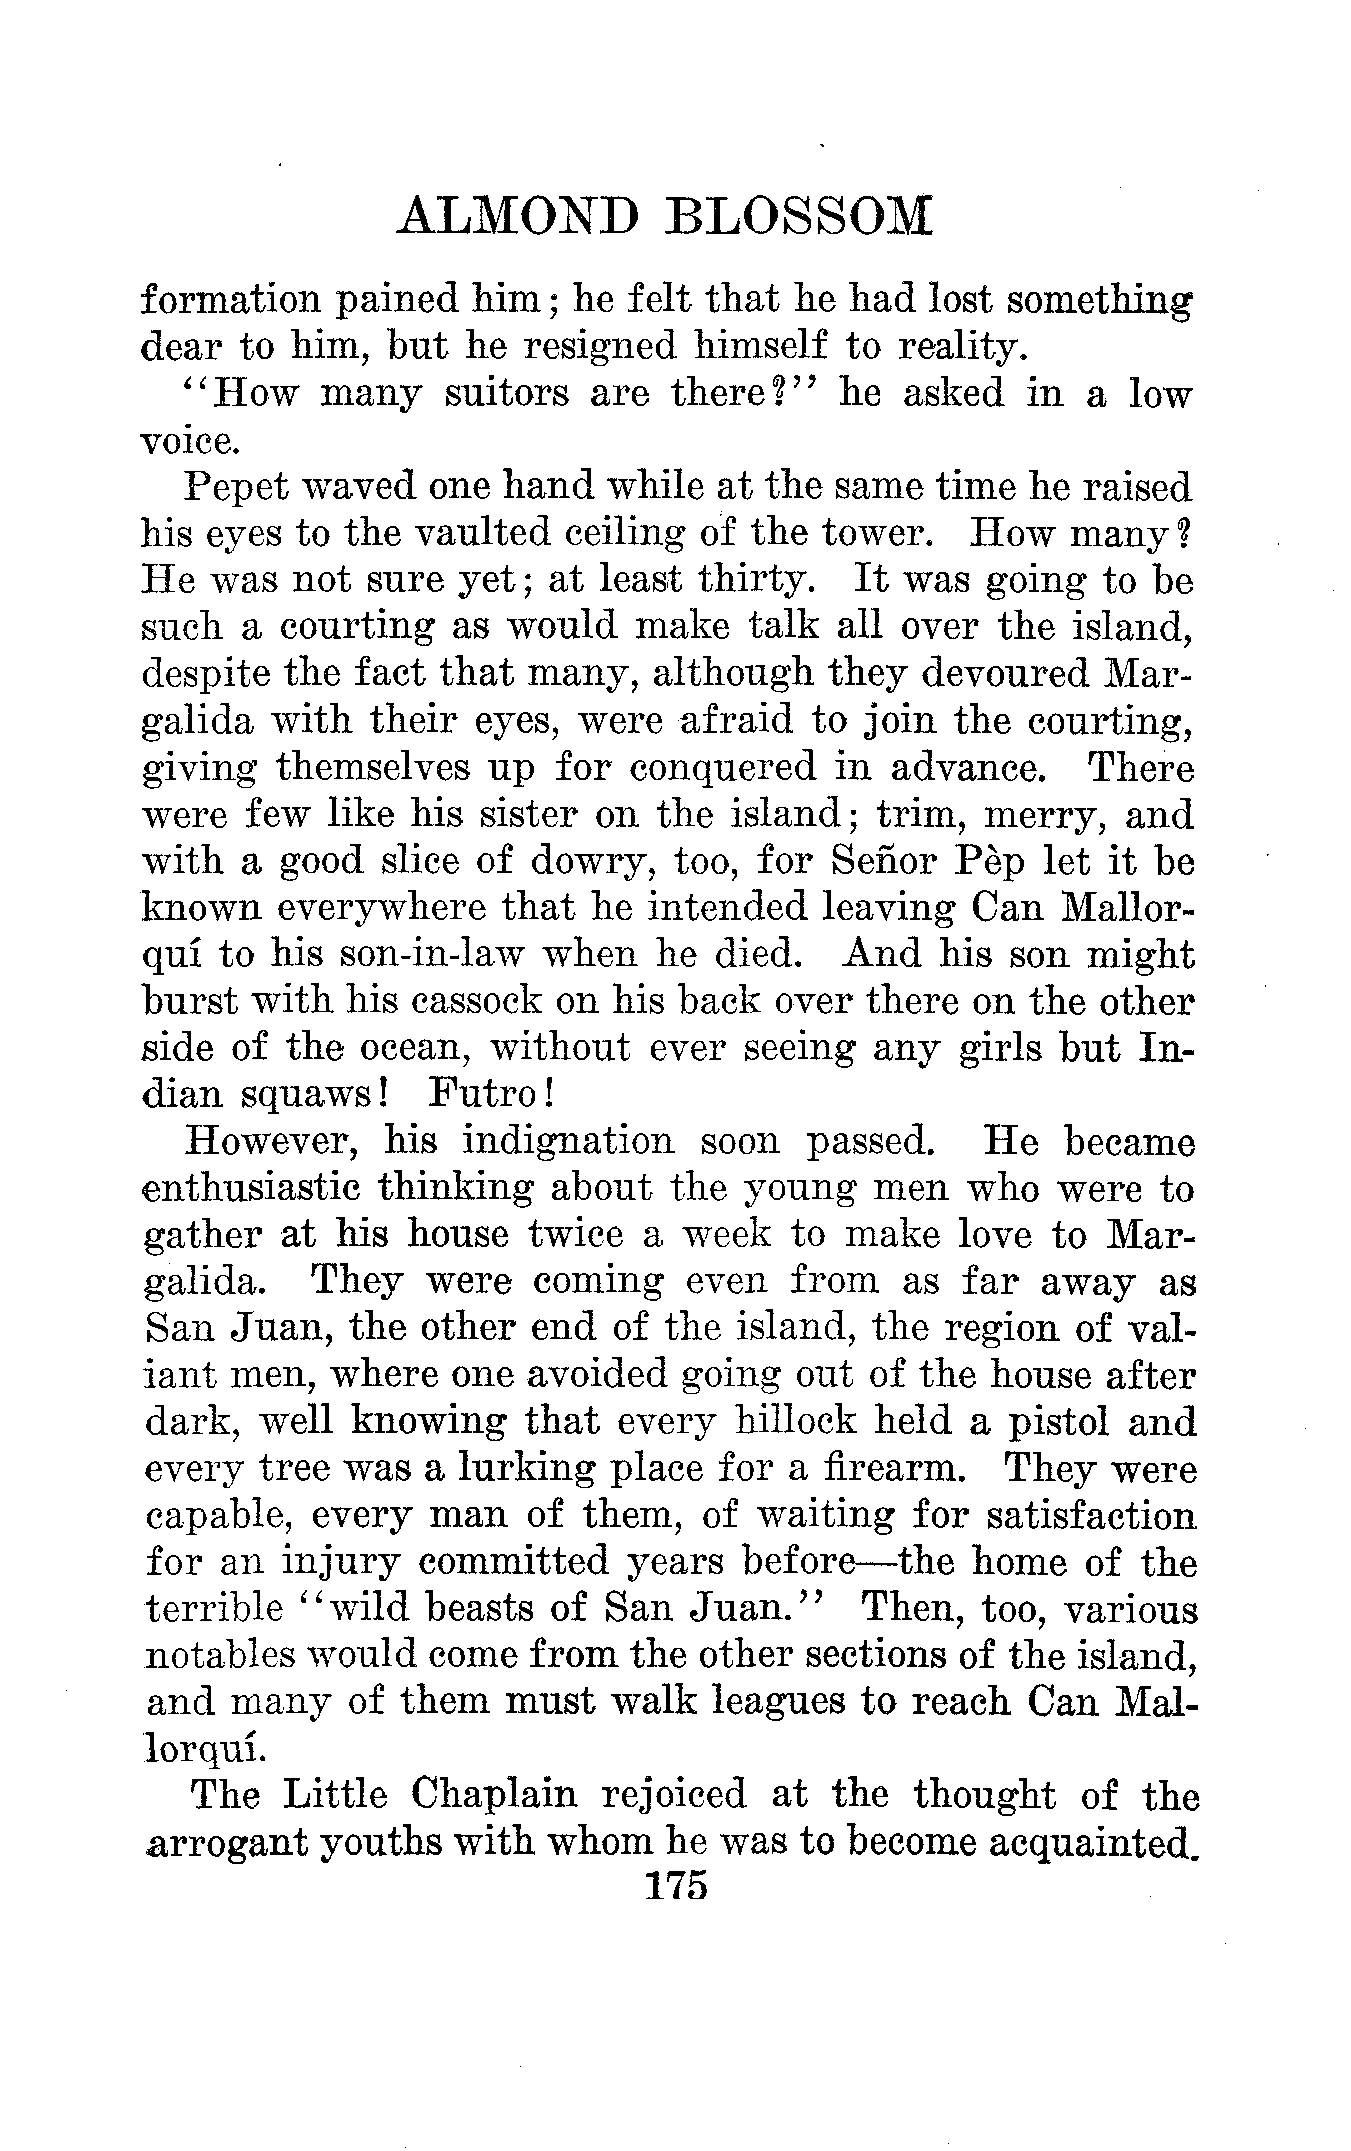 ALMOND BLOSSOM
formation pained him; he felt that he had lost something
dear to him, but he resigned himself to reality.
"How many suitors are there?" he asked in a low
voice.
Pepet waved one hand while at the same time he raised
his eyes to the vaulted ceiling of the tower. How many?
He was not sure yet; at least thirty. It was going to be
such a courting as would make talk all over the island,
despite the fact that many, although they devoured Mar-
galida with their eyes, were afraid to join the courting,
giving themselves up for conquered in advance. There
were few like his sister on the island; trim, merry, and
with a good slice of dowry, too, for Señor Pèp let it be
known everywhere that he intended leaving Can Mallor-
quí to his son-in-law when he died. And his son might
burst with his cassock on his back over there on the other
side of the ocean, without ever seeing any girls but In-
dian squaws! Futro!
However, his indignation soon passed. He became
enthusiastic thinking about the young men who were to
gather at his house twice a week to make love to Mar-
galida. They were coming even from as far away as
San Juan, the other end of the island, the region of val-
iant men, where one avoided going out of the house after
dark, well knowing that every hillock held a pistol and
every tree was a lurking place for a firearm. They were
capable, every man of them, of waiting for satisfaction
for an injury committed years before—the home of the
terrible "wild beasts of San Juan." Then, too, various
notables would come from the other sections of the island,
and many of them must walk leagues to reach Can Mal-
lorquí.
The Little Chaplain rejoiced at the thought of the
arrogant youths with whom he was to become acquainted.
175